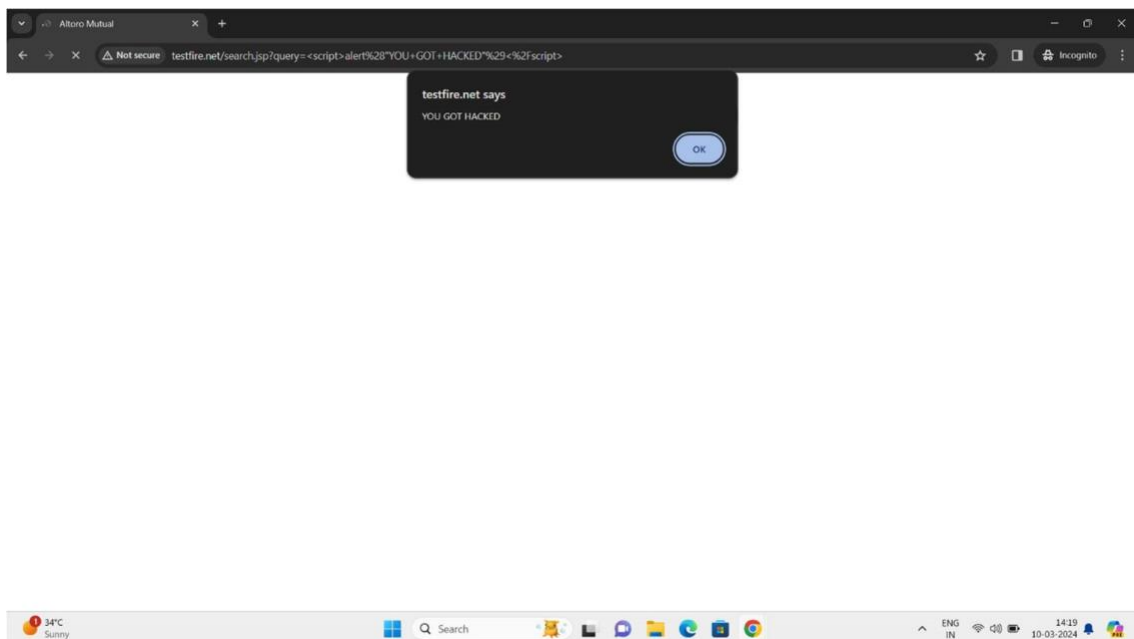 Altoro Mutual
Not secure testfire.net/search.jsp?query=<script>alert%28"YOU+GOT+HACKED"%29<%2Fscript>
Incognito
testfire.net says
YOU GOT HACKED
OK
1
34°C
Sunny
Search
ENG
IN
14:19
10-03-2024